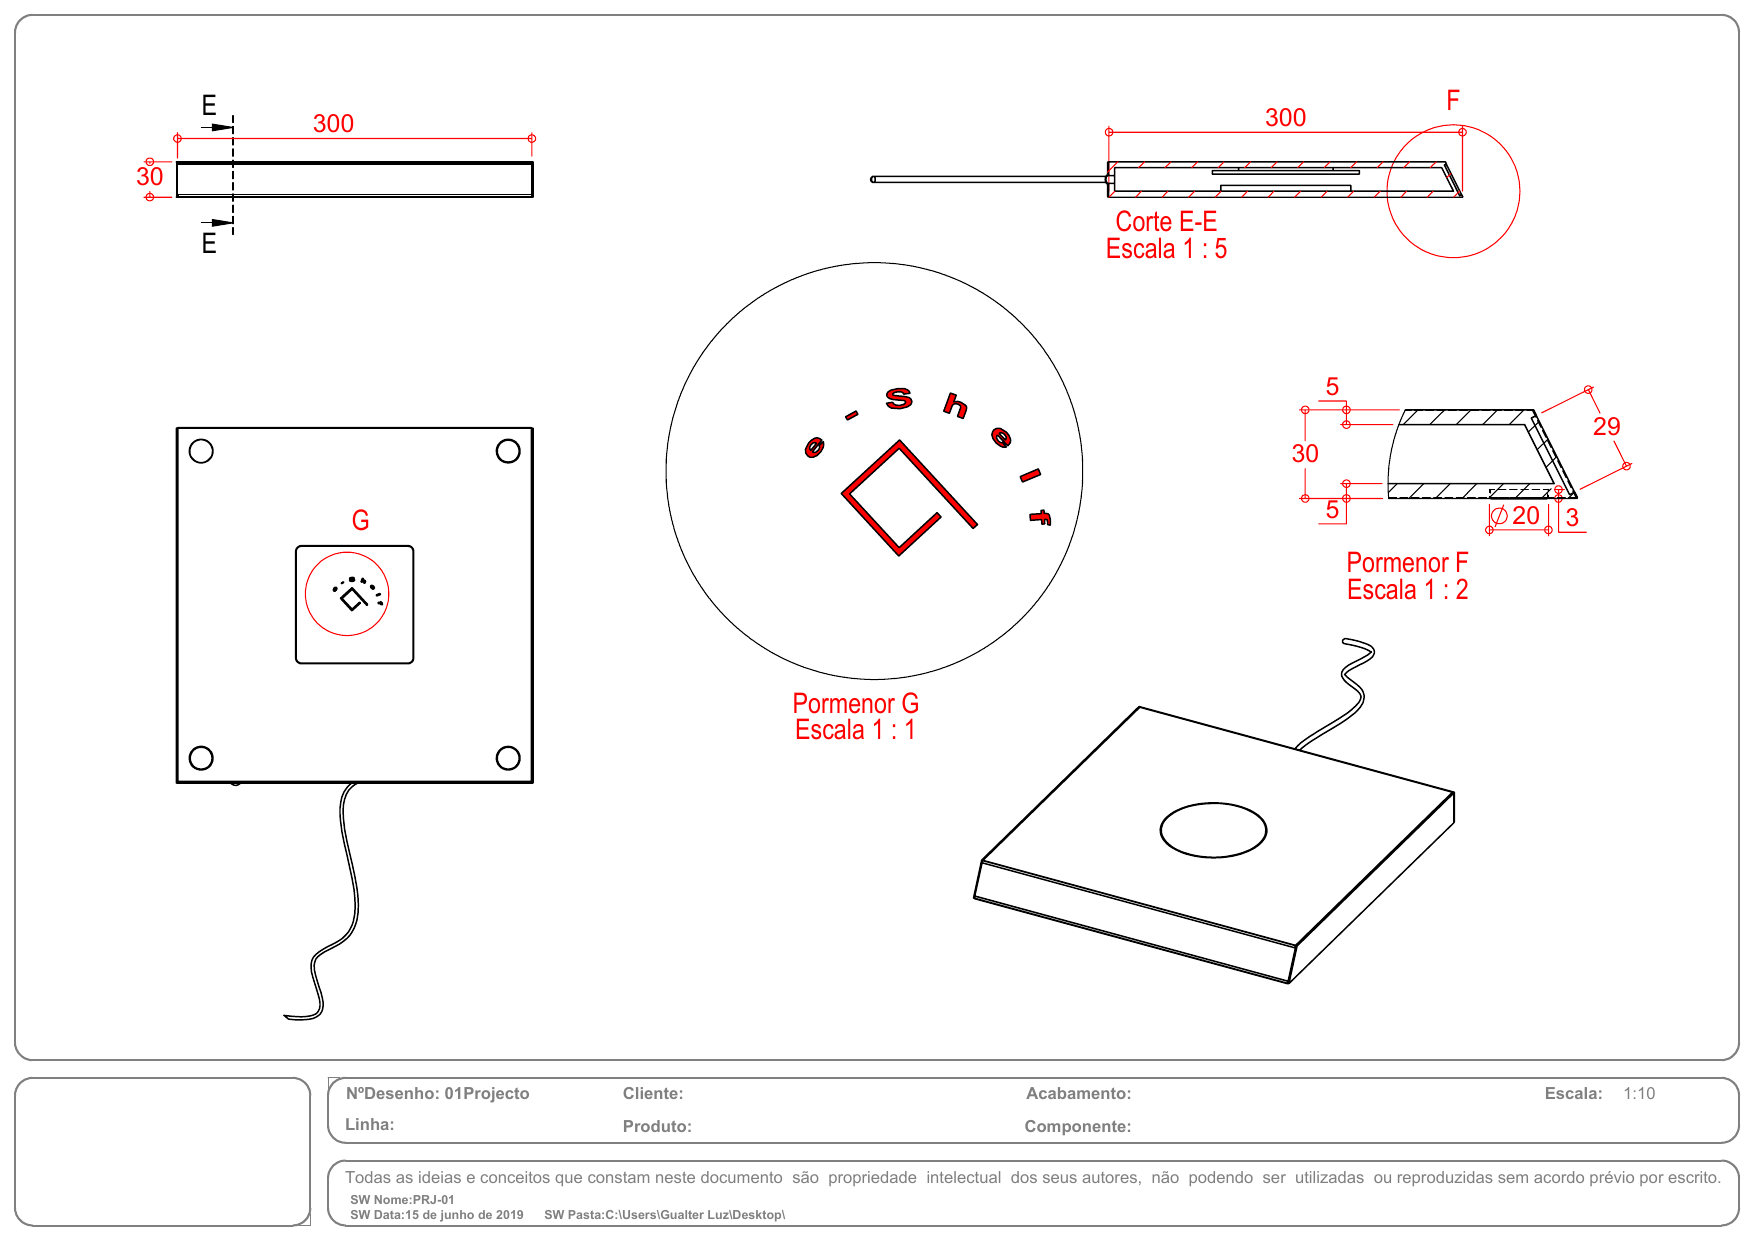 E
300
30
E
300
F
Corte E-E
Escala 1 : 5
e-shelf
5
29
30
5
∅20
3
Pormenor F
Escala 1 : 2
G
Pormenor G
Escala 1 : 1
NºDesenho: 01Projecto
Cliente:
Acabamento:
Escala: 1:10
Linha:
Produto:
Componente:
Todas as ideias e conceitos que constam neste documento são propriedade intelectual dos seus autores, não podendo ser utilizadas ou reproduzidas sem acordo prévio por escrito.
SW Nome:PRJ-01
SW Data:15 de junho de 2019 SW Pasta:C:\Users\Gualter Luz\Desktop\